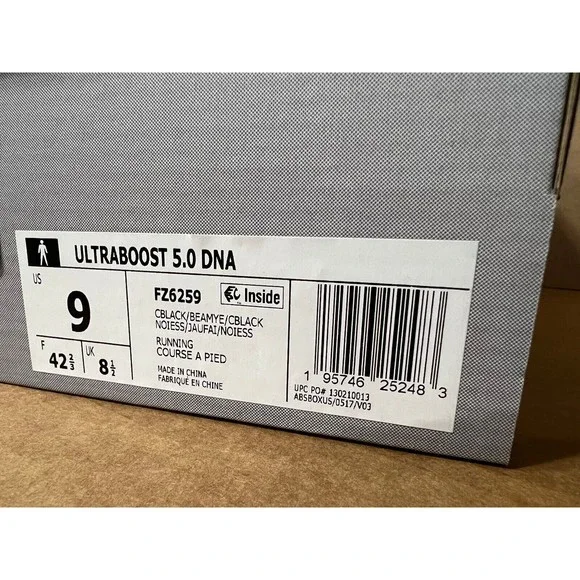 ULTRABOOST 5.0 DNA
US
9
F
42 2/3
UK
8 1/2
FZ6259
Inside
CBLACK/BEAMYE/CBLACK
NOIESS/JAUFAI/NOIESS
RUNNING
COURSE A PIED
MADE IN CHINA
FABRIQUÉ EN CHINE
1 95746 25248 3
UPC PO# 130210013
ABSBOXUS/0517/V03